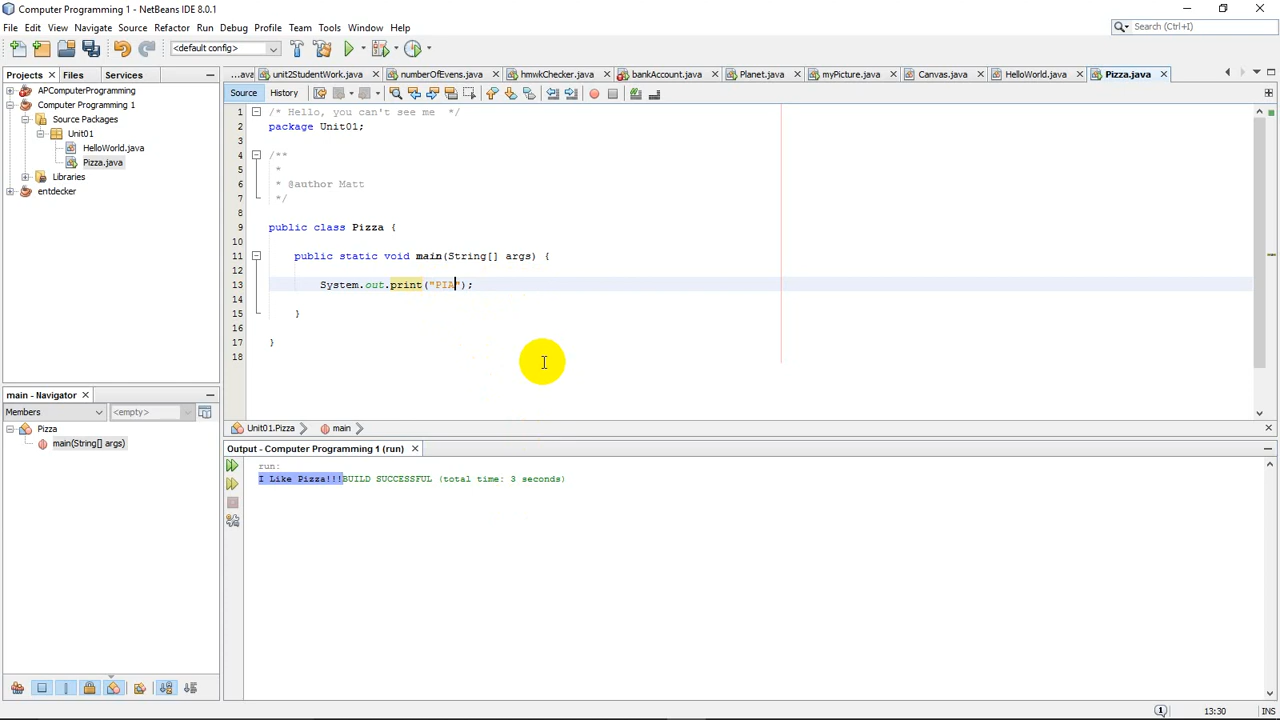 Computer Programming 1 - NetBeans IDE 8.0.1
File Edit View Navigate Source Refactor Run Debug Profile Team Tools Window Help
Search (Ctrl+I)
<default config>
Projects Files Services
...ava unit2StudentWork.java numberOfEvens.java hmwkChecker.java bankAccount.java Planet.java myPicture.java Canvas.java HelloWorld.java Pizza.java
Source History
APComputerProgramming
Computer Programming 1
Source Packages
Unit01
HelloWorld.java
Pizza.java
Libraries
entdecker
1 /* Hello, you can't see me */
2 package Unit01;
3
4 /**
5 *
6 * @author Matt
7 */
8
9 public class Pizza {
10
11 public static void main(String[] args) {
12
13 System.out.print("PIA");
14
15 }
16
17 }
18
main - Navigator
Members <empty>
Pizza
main(String[] args)
Unit01.Pizza main
Output - Computer Programming 1 (run)
run:
I Like Pizza!!!BUILD SUCCESSFUL (total time: 3 seconds)
1 13:30 INS